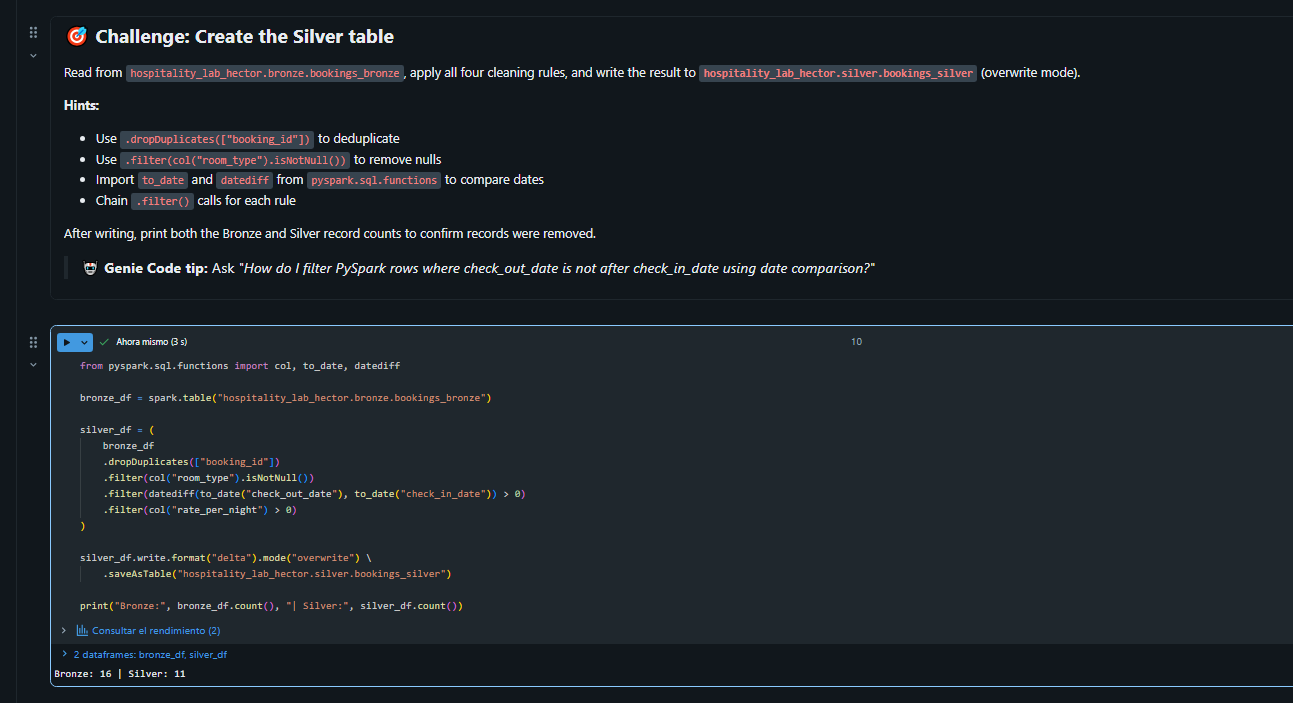 🎯 Challenge: Create the Silver table
Read from hospitality_lab_hector.bronze.bookings_bronze, apply all four cleaning rules, and write the result to hospitality_lab_hector.silver.bookings_silver (overwrite mode).
Hints:
• Use .dropDuplicates(["booking_id"]) to deduplicate
• Use .filter(col("room_type").isNotNull()) to remove nulls
• Import to_date and datediff from pyspark.sql.functions to compare dates
• Chain .filter() calls for each rule
After writing, print both the Bronze and Silver record counts to confirm records were removed.
Genie Code tip: Ask "How do I filter PySpark rows where check_out_date is not after check_in_date using date comparison?"
Ahora mismo (3 s)
10
from pyspark.sql.functions import col, to_date, datediff
bronze_df = spark.table("hospitality_lab_hector.bronze.bookings_bronze")
silver_df = (
    bronze_df
    .dropDuplicates(["booking_id"])
    .filter(col("room_type").isNotNull())
    .filter(datediff(to_date("check_out_date"), to_date("check_in_date")) > 0)
    .filter(col("rate_per_night") > 0)
)
silver_df.write.format("delta").mode("overwrite") \
    .saveAsTable("hospitality_lab_hector.silver.bookings_silver")
print("Bronze:", bronze_df.count(), "| Silver:", silver_df.count())
Consultar el rendimiento (2)
2 dataframes: bronze_df, silver_df
Bronze: 16 | Silver: 11